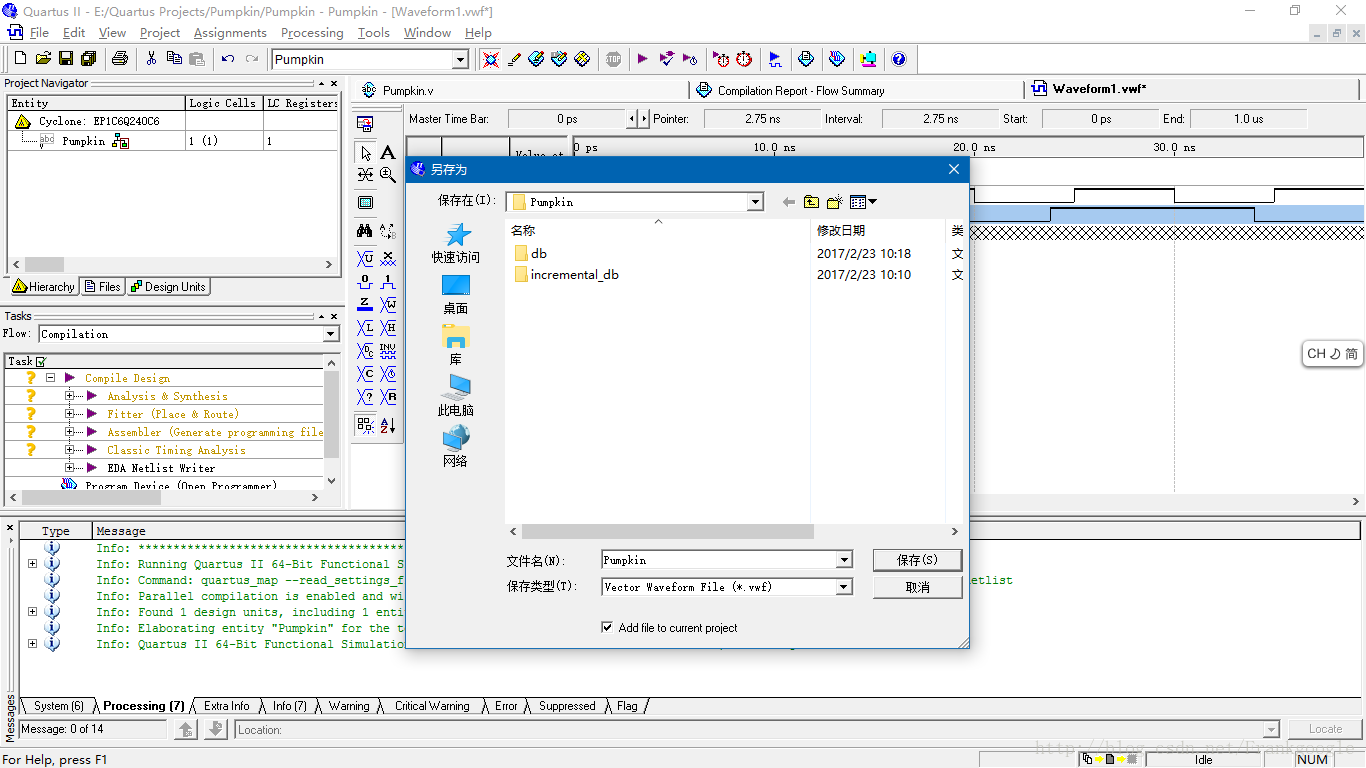 Quartus II - E:/Quartus Projects/Pumpkin/Pumpkin - Pumpkin - [Waveform1.vwf*]
File Edit View Project Assignments Processing Tools Window Help
Pumpkin
Project Navigator
Entity Logic Cells LC Registers
Cyclone: EP1C6Q240C6
abc Pumpkin 1 (1) 1
Hierarchy Files Design Units
Tasks
Flow: Compilation
Task
Compile Design
Analysis & Synthesis
Fitter (Place & Route)
Assembler (Generate programming file
Classic Timing Analysis
EDA Netlist Writer
Program Device (Open Programmer)
Pumpkin.v Compilation Report - Flow Summary Waveform1.vwf*
Master Time Bar: 0 ps Pointer: 2.75 ns Interval: 2.75 ns Start: 0 ps End: 1.0 us
Value at 0 ps 10.0 ns 20.0 ns 30.0 ns
另存为
保存在(I): Pumpkin
名称 修改日期 类
db 2017/2/23 10:18 文
incremental_db 2017/2/23 10:10 文
快速访问
桌面
库
此电脑
网络
文件名(N): Pumpkin 保存(S)
保存类型(T): Vector Waveform File (*.vwf) 取消
Add file to current project
CH 简
Type Message
Info: **************************************
Info: Running Quartus II 64-Bit Functional S
Info: Command: quartus_map --read_settings_f etlist
Info: Parallel compilation is enabled and wi
Info: Found 1 design units, including 1 enti
Info: Elaborating entity "Pumpkin" for the t
Info: Quartus II 64-Bit Functional Simulatio
System (6) Processing (7) Extra Info Info (7) Warning Critical Warning Error Suppressed Flag
Messages
Message: 0 of 14 Location: Locate
http://blog.csdn.net/Frankgoogle
For Help, press F1 Idle NUM